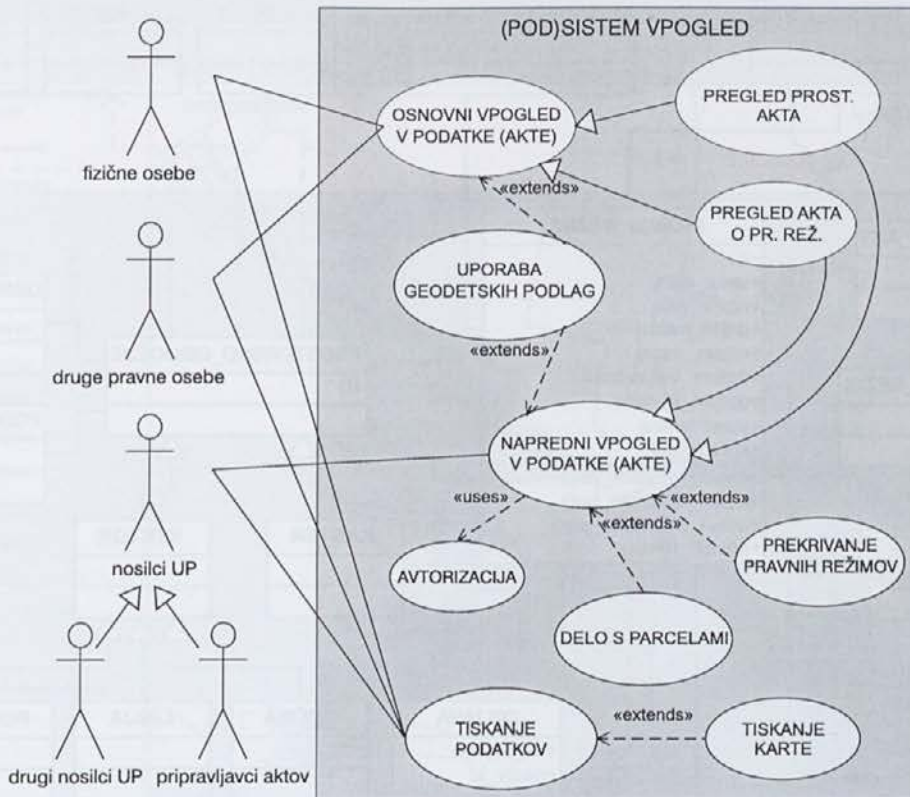 (POD)SISTEM VPOGLED
fizične osebe
druge pravne osebe
nosilci UP
drugi nosilci UP
pripravljavci aktov
OSNOVNI VPOGLED
V PODATKE (AKTE)
PREGLED PROST.
AKTA
«extends»
PREGLED AKTA
O PR. REŽ.
UPORABA
GEODETSKIH PODLAG
«extends»
NAPREDNI VPOGLED
V PODATKE (AKTE)
«uses»
«extends»
«extends»
AVTORIZACIJA
PREKRIVANJE
PRAVNIH REŽIMOV
DELO S PARCELAMI
TISKANJE
PODATKOV
«extends»
TISKANJE
KARTE